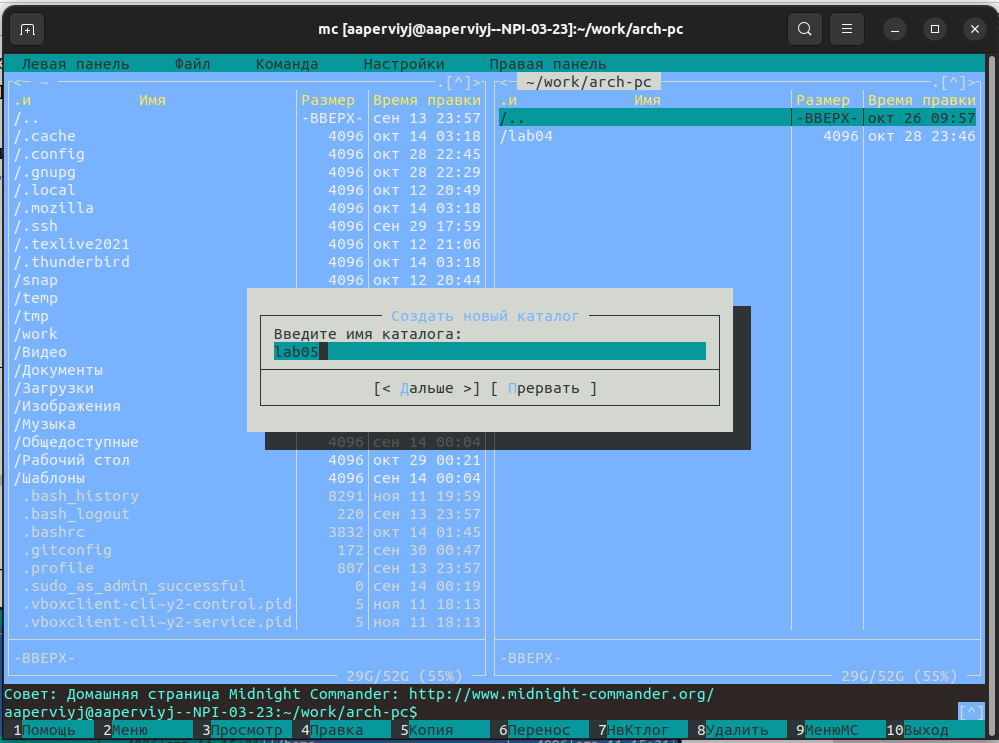 mc [aaperviyj@aaperviyj--NPI-03-23]:~/work/arch-pc
Левая панель Файл Команда Настройки Правая панель
<─ ~ .[^]>
.и Имя Размер Время правки
/.. -ВВЕРХ- сен 13 23:57
/.cache 4096 окт 14 03:18
/.config 4096 окт 28 22:45
/.gnupg 4096 окт 28 22:29
/.local 4096 окт 12 20:49
/.mozilla 4096 окт 14 03:18
/.ssh 4096 сен 29 17:59
/.texlive2021 4096 окт 12 21:06
/.thunderbird 4096 окт 14 03:18
/snap 4096 окт 12 20:44
/temp
/tmp
/work
/Видео
/Документы
/Загрузки
/Изображения
/Музыка
/Общедоступные 4096 сен 14 00:04
/Рабочий стол 4096 окт 29 00:21
/Шаблоны 4096 сен 14 00:04
.bash_history 8291 ноя 11 19:59
.bash_logout 220 сен 13 23:57
.bashrc 3832 окт 14 01:45
.gitconfig 172 сен 30 00:47
.profile 807 сен 13 23:57
.sudo_as_admin_successful 0 сен 14 00:19
.vboxclient-cli~y2-control.pid 5 ноя 11 18:13
.vboxclient-cli~y2-service.pid 5 ноя 11 18:13
-ВВЕРХ-
29G/52G (55%)
<─ ~/work/arch-pc .[^]>
.и Имя Размер Время правки
/.. -ВВЕРХ- окт 26 09:57
/lab04 4096 окт 28 23:46
-ВВЕРХ-
29G/52G (55%)
Создать новый каталог
Введите имя каталога:
lab05
[< Дальше >] [ Прервать ]
Совет: Домашняя страница Midnight Commander: http://www.midnight-commander.org/
aaperviyj@aaperviyj--NPI-03-23:~/work/arch-pc$ [^]
1Помощь 2Меню 3Просмотр 4Правка 5Копия 6Перенос 7НвКтлог 8Удалить 9МенюМС 10Выход